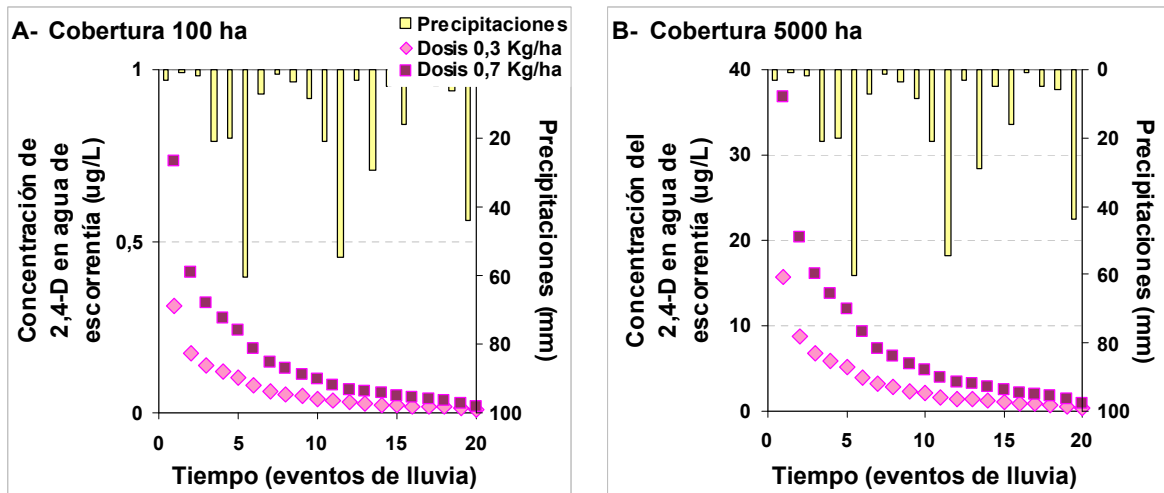 A- Cobertura 100 ha
Precipitaciones
Dosis 0,3 Kg/ha
Dosis 0,7 Kg/ha
Concentración de
2,4-D en agua de
escorrentía (ug/L)
1
0,5
0
0
20
40
60
80
100
Precipitaciones (mm)
0
5
10
15
20
Tiempo (eventos de lluvia)
B- Cobertura 5000 ha
Concentración del
2,4-D en agua de
escorrentía (ug/L)
40
30
20
10
0
0
20
40
60
80
100
Precipitaciones (mm)
0
5
10
15
20
Tiempo (eventos de lluvia)